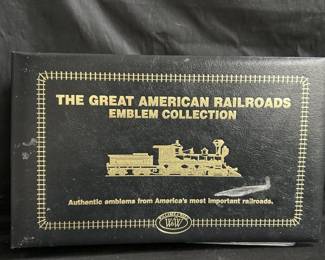 THE GREAT AMERICAN RAILROADS
EMBLEM COLLECTION
Authentic emblems from America's most important railroads.